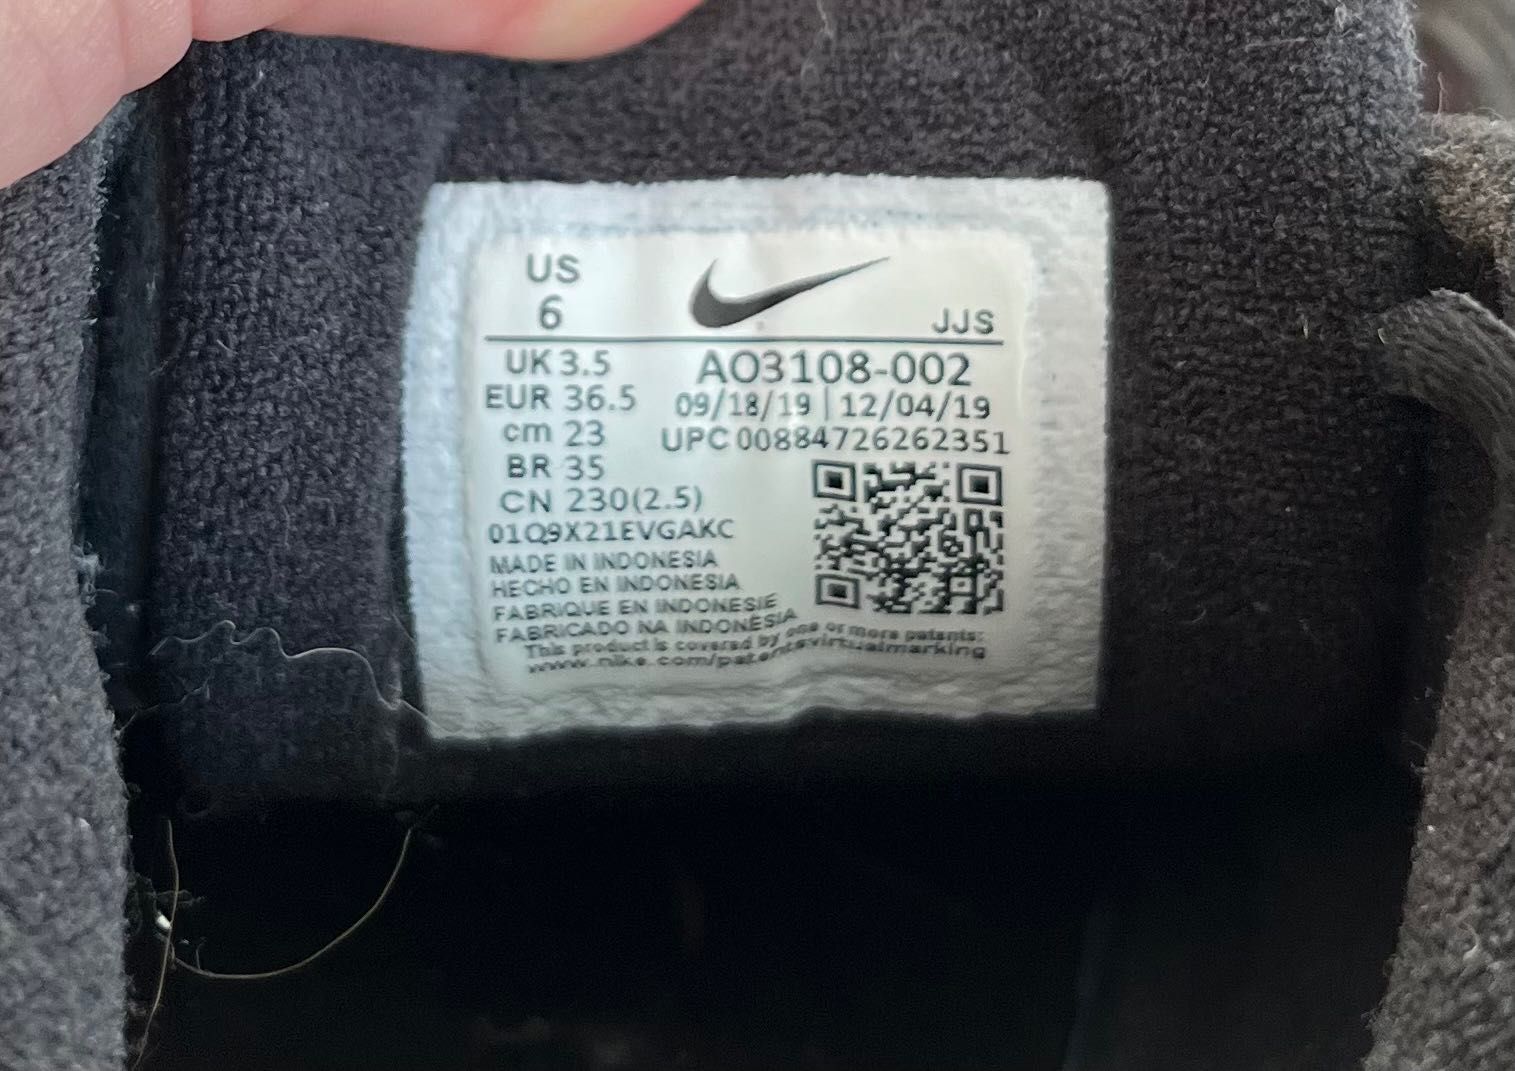 US
6
JJS
UK 3.5
AO3108-002
EUR 36.5
09/18/19 | 12/04/19
cm 23
UPC 00884726262351
BR 35
CN 230(2.5)
01Q9X21EVGAKC
MADE IN INDONESIA
HECHO EN INDONESIA
FABRIQUE EN INDONESIE
FABRICADO NA INDONÉSIA
This product is covered by one or more patents:
www.nike.com/patentsvirtualmarking